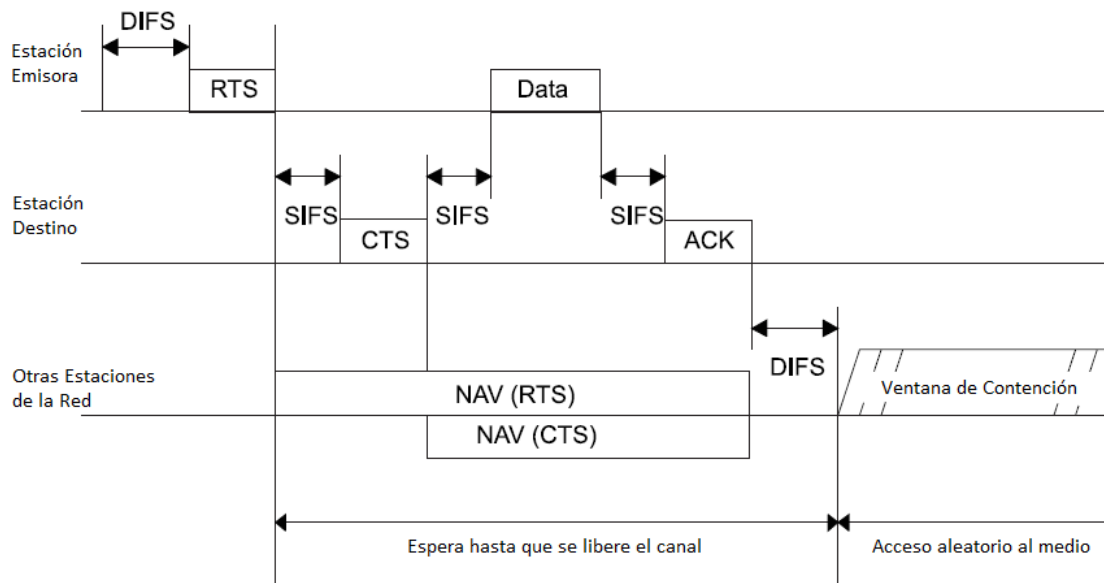 DIFS
Estación
Emisora
RTS
Data
Estación
Destino
SIFS
SIFS
SIFS
CTS
ACK
Otras Estaciones
de la Red
DIFS
NAV (RTS)
Ventana de Contención
NAV (CTS)
Espera hasta que se libere el canal
Acceso aleatorio al medio